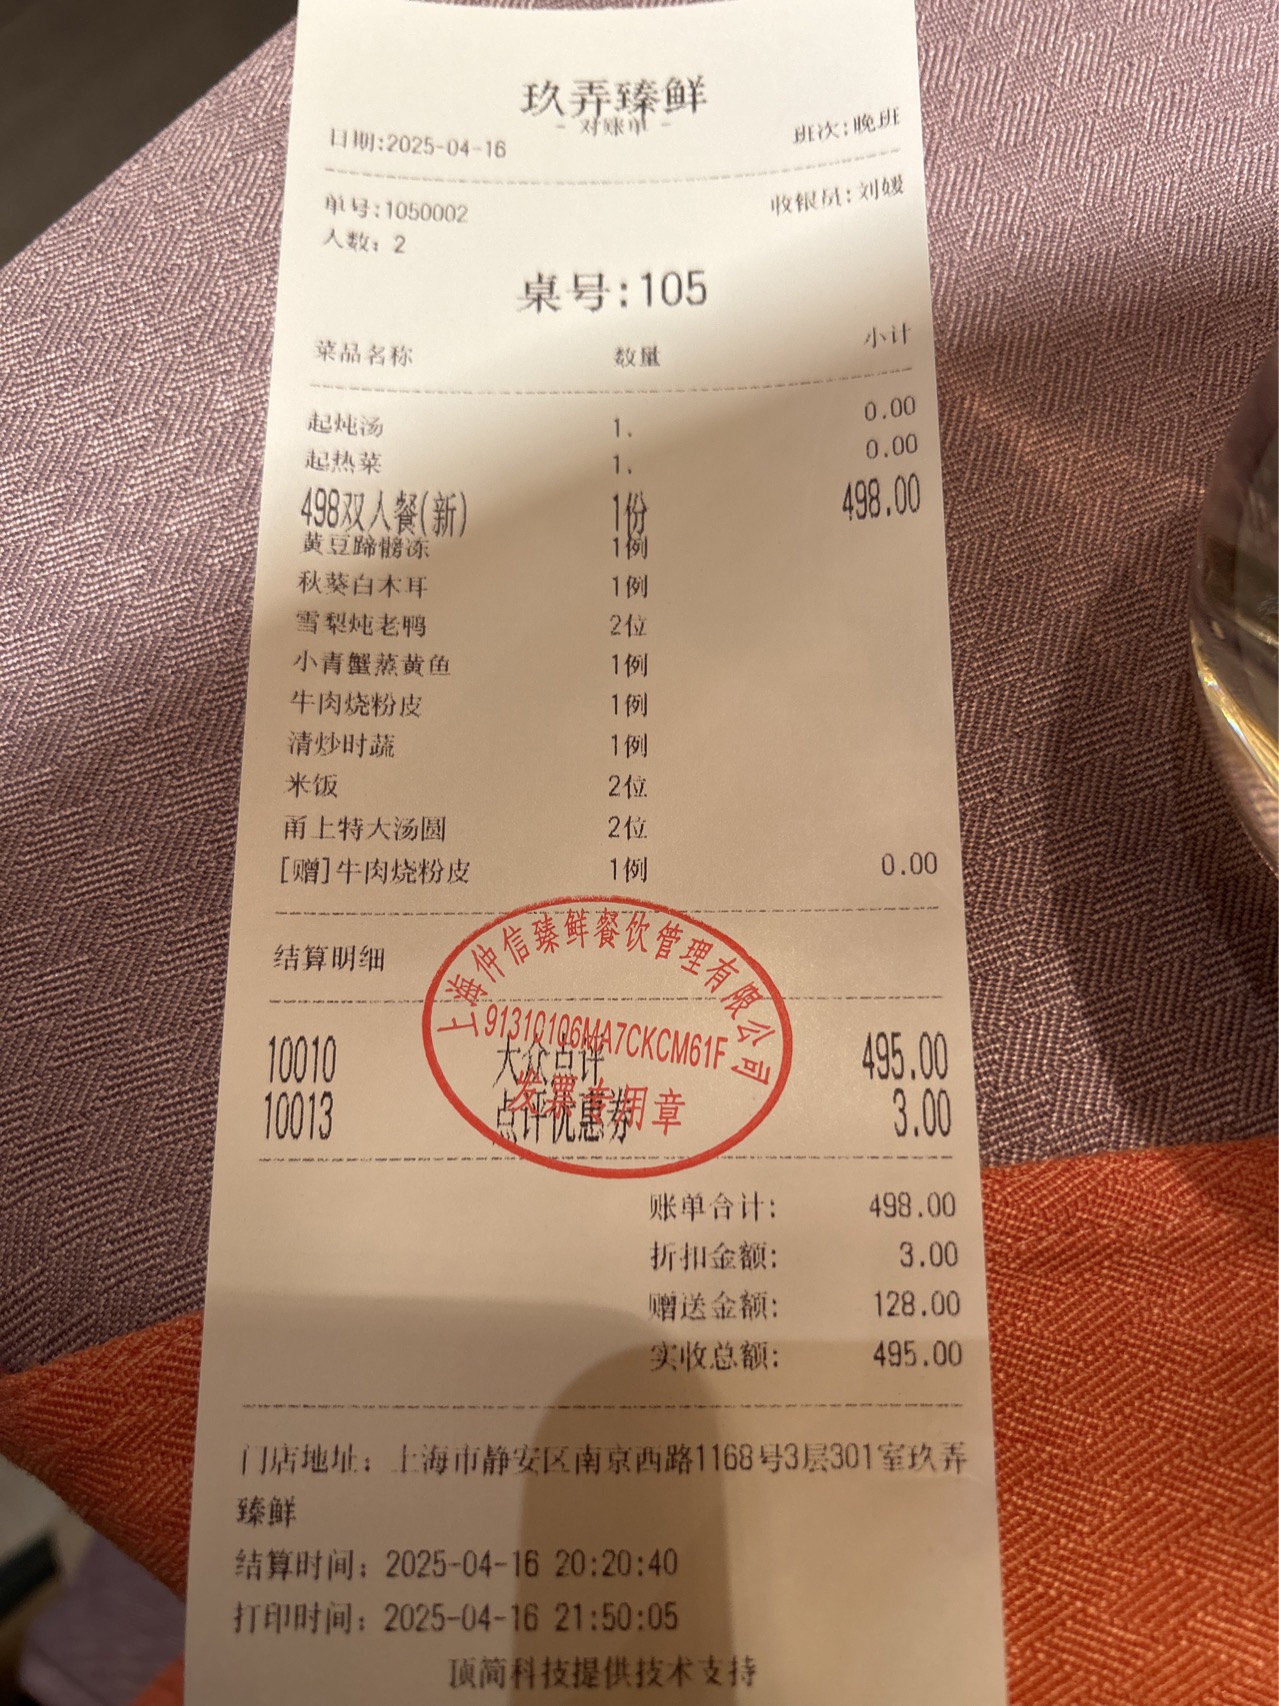 玖弄臻鲜
- 对账单 -
日期:2025-04-16 班次:晚班
单号:1050002 收银员:刘媛
人数: 2
桌号:105
菜品名称 数量 小计
起炖汤 1. 0.00
起热菜 1. 0.00
498双人餐(新) 1份 498.00
黄豆蹄髈冻 1例
秋葵白木耳 1例
雪梨炖老鸭 2位
小青蟹蒸黄鱼 1例
牛肉烧粉皮 1例
清炒时蔬 1例
米饭 2位
甬上特大汤圆 2位
[赠]牛肉烧粉皮 1例 0.00
结算明细
上海仲信臻鲜餐饮管理有限公司
91310106MA7CKCM61F
发票专用章
10010 大众点评 495.00
10013 点评优惠券 3.00
账单合计: 498.00
折扣金额: 3.00
赠送金额: 128.00
实收总额: 495.00
门店地址: 上海市静安区南京西路1168号3层301室玖弄
臻鲜
结算时间: 2025-04-16 20:20:40
打印时间: 2025-04-16 21:50:05
顶简科技提供技术支持